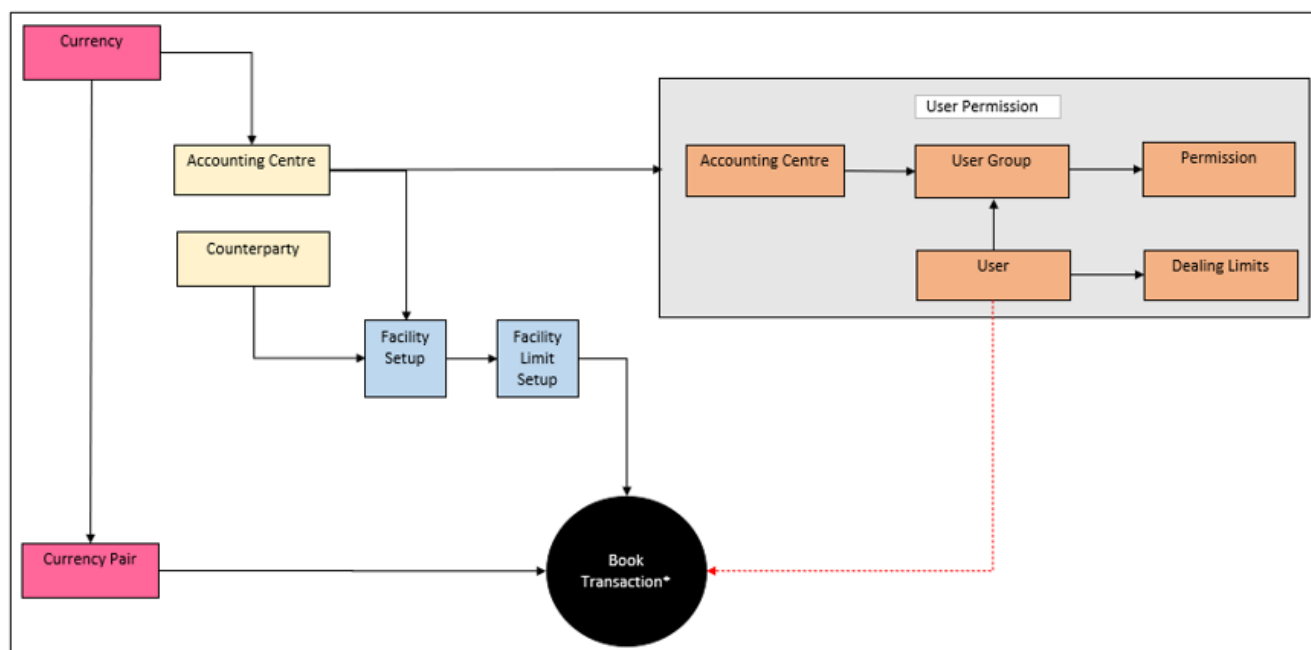 Currency
User Permission
Accounting Centre
Accounting Centre
User Group
Permission
Counterparty
User
Dealing Limits
Facility
Setup
Facility
Limit
Setup
Currency Pair
Book
Transaction*